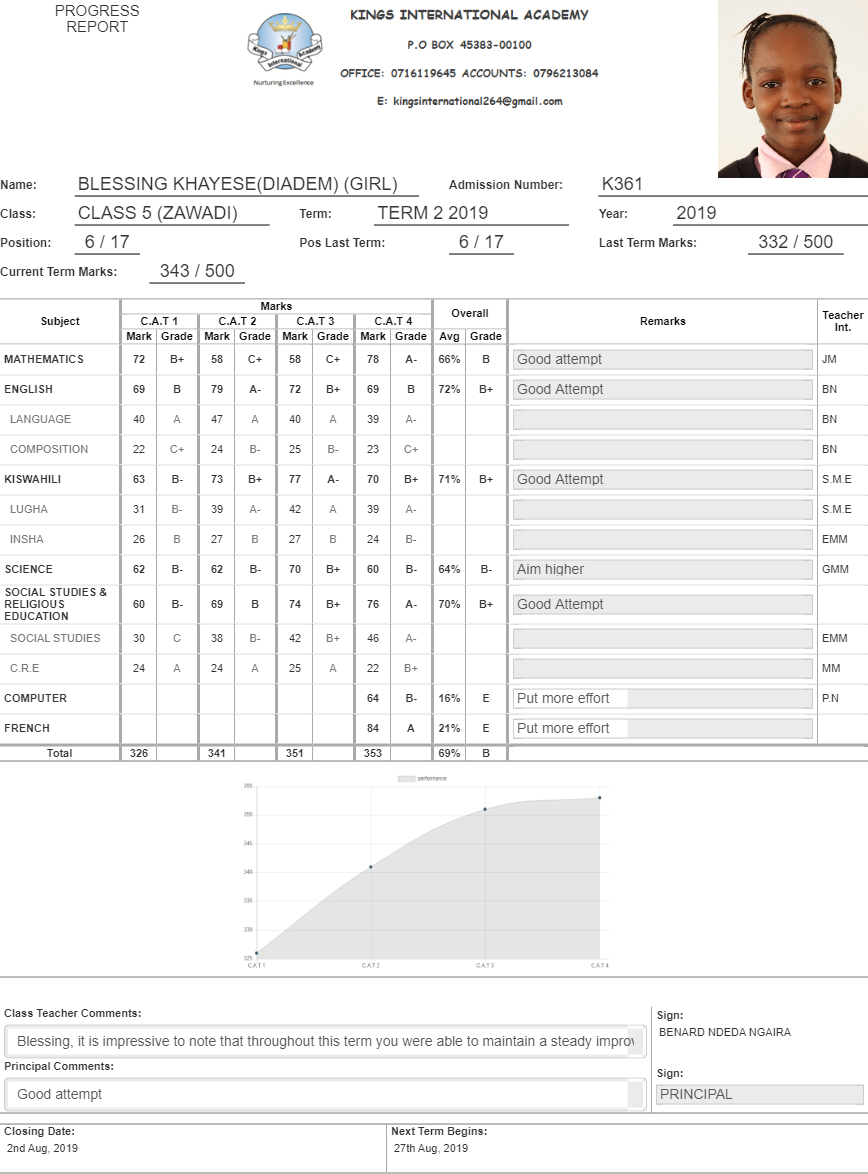 PROGRESS
REPORT
KINGS INTERNATIONAL ACADEMY
P.O BOX 45383-00100
OFFICE: 0716119645 ACCOUNTS: 0796213084
E: kingsinternational264@gmail.com
Kings International Academy
Nurturing Excellence
Name: BLESSING KHAYESE(DIADEM) (GIRL) Admission Number: K361
Class: CLASS 5 (ZAWADI) Term: TERM 2 2019 Year: 2019
Position: 6 / 17 Pos Last Term: 6 / 17 Last Term Marks: 332 / 500
Current Term Marks: 343 / 500
Subject Marks Overall Remarks Teacher Int.
C.A.T 1 C.A.T 2 C.A.T 3 C.A.T 4
Mark Grade Mark Grade Mark Grade Mark Grade Avg Grade
MATHEMATICS 72 B+ 58 C+ 58 C+ 78 A- 66% B Good attempt JM
ENGLISH 69 B 79 A- 72 B+ 69 B 72% B+ Good Attempt BN
LANGUAGE 40 A 47 A 40 A 39 A- BN
COMPOSITION 22 C+ 24 B- 25 B- 23 C+ BN
KISWAHILI 63 B- 73 B+ 77 A- 70 B+ 71% B+ Good Attempt S.M.E
LUGHA 31 B- 39 A- 42 A 39 A- S.M.E
INSHA 26 B 27 B 27 B 24 B- EMM
SCIENCE 62 B- 62 B- 70 B+ 60 B- 64% B- Aim higher GMM
SOCIAL STUDIES &
RELIGIOUS
EDUCATION 60 B- 69 B 74 B+ 76 A- 70% B+ Good Attempt
SOCIAL STUDIES 30 C 38 B- 42 B+ 46 A- EMM
C.R.E 24 A 24 A 25 A 22 B+ MM
COMPUTER 64 B- 16% E Put more effort P.N
FRENCH 84 A 21% E Put more effort
Total 326 341 351 353 69% B
performance
355
350
345
340
335
330
325
CAT1 CAT2 CAT3 CAT4
Class Teacher Comments:
Blessing, it is impressive to note that throughout this term you were able to maintain a steady improv
Sign:
BENARD NDEDA NGAIRA
Principal Comments:
Good attempt
Sign:
PRINCIPAL
Closing Date:
2nd Aug, 2019
Next Term Begins:
27th Aug, 2019